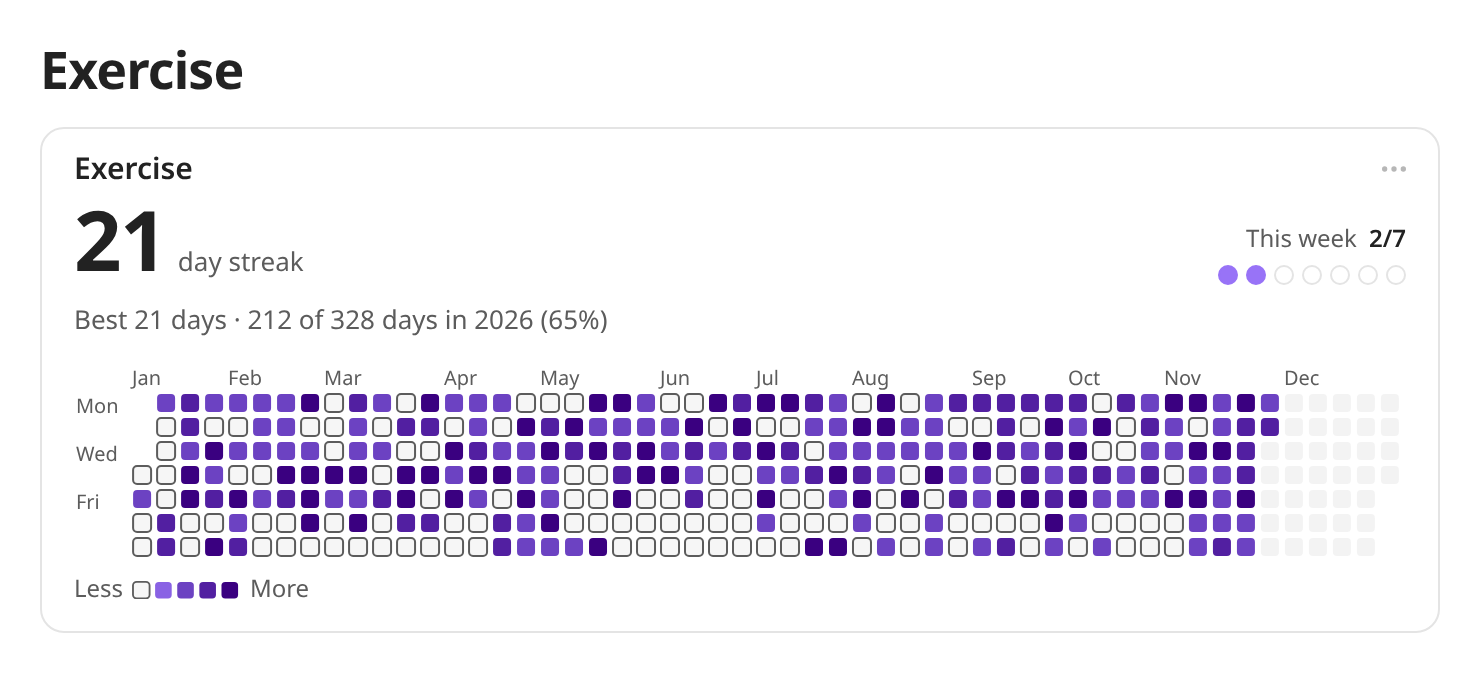 Exercise
Exercise
21 day streak
This week 2/7
Best 21 days · 212 of 328 days in 2026 (65%)
Jan Feb Mar Apr May Jun Jul Aug Sep Oct Nov Dec
Mon
Wed
Fri
Less More